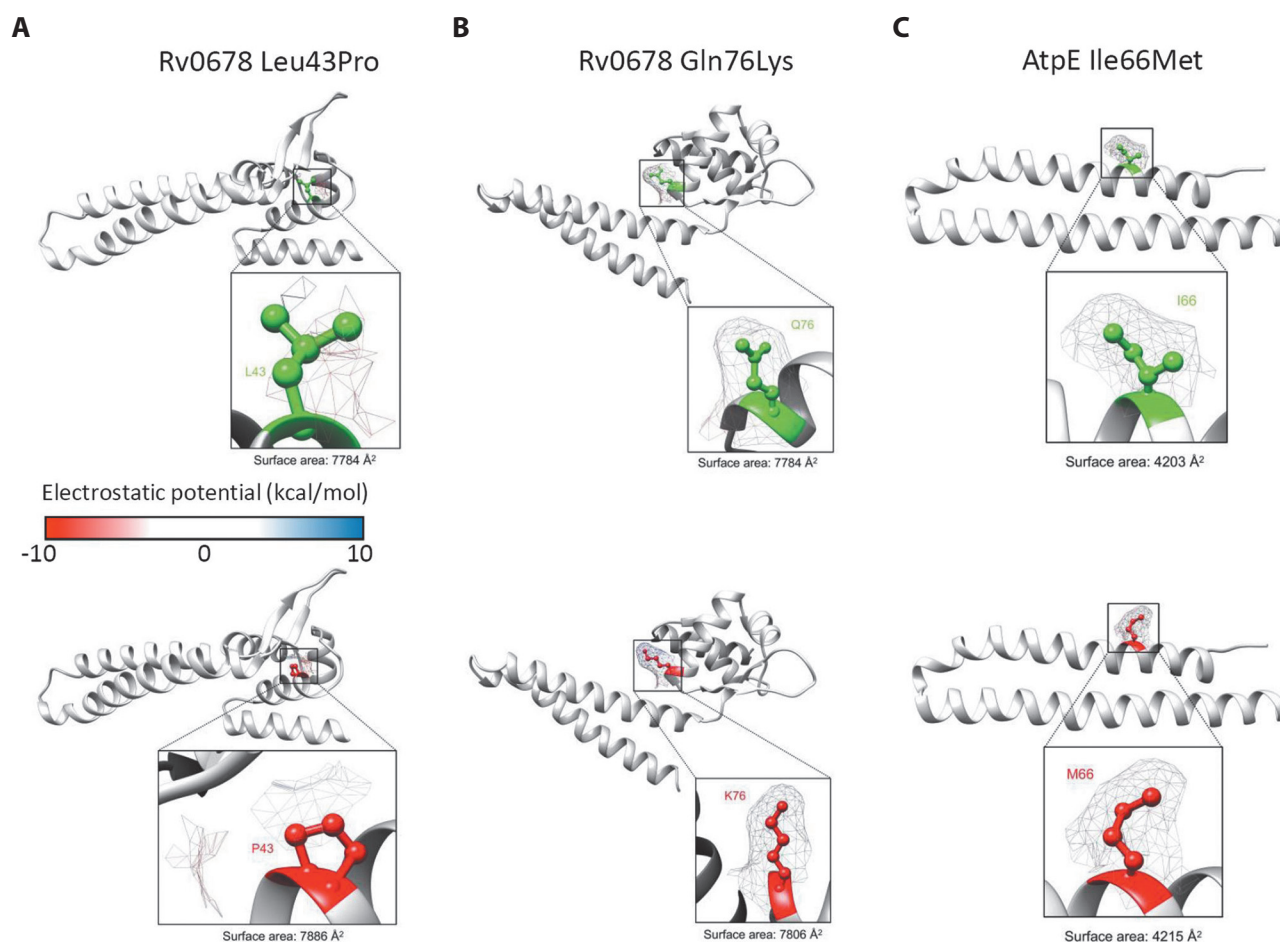 A
B
C
Rv0678 Leu43Pro
Rv0678 Gln76Lys
AtpE Ile66Met
L43
Q76
I66
Surface area: 7784 Å²
Surface area: 7784 Å²
Surface area: 4203 Å²
Electrostatic potential (kcal/mol)
-10 0 10
P43
K76
M66
Surface area: 7886 Å²
Surface area: 7806 Å²
Surface area: 4215 Å²